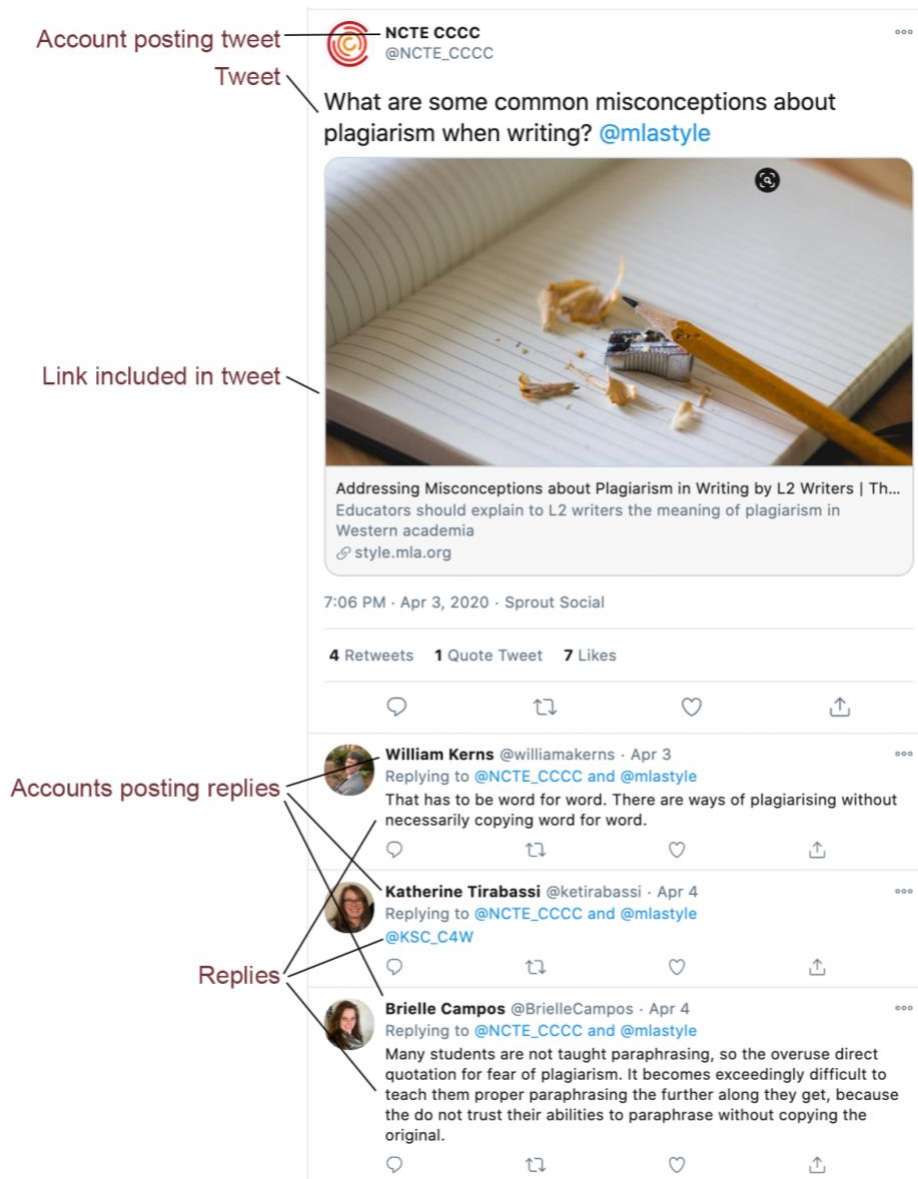 Account posting tweet
NCTE CCCC
@NCTE_CCCC
Tweet
What are some common misconceptions about
plagiarism when writing? @mlastyle
Link included in tweet
Addressing Misconceptions about Plagiarism in Writing by L2 Writers | Th...
Educators should explain to L2 writers the meaning of plagiarism in
Western academia
style.mla.org
7:06 PM · Apr 3, 2020 · Sprout Social
4 Retweets 1 Quote Tweet 7 Likes
Accounts posting replies
William Kerns @williamakerns · Apr 3
Replying to @NCTE_CCCC and @mlastyle
That has to be word for word. There are ways of plagiarising without
necessarily copying word for word.
Katherine Tirabassi @ketirabassi · Apr 4
Replying to @NCTE_CCCC and @mlastyle
@KSC_C4W
Replies
Brielle Campos @BrielleCampos · Apr 4
Replying to @NCTE_CCCC and @mlastyle
Many students are not taught paraphrasing, so the overuse direct
quotation for fear of plagiarism. It becomes exceedingly difficult to
teach them proper paraphrasing the further along they get, because
the do not trust their abilities to paraphrase without copying the
original.